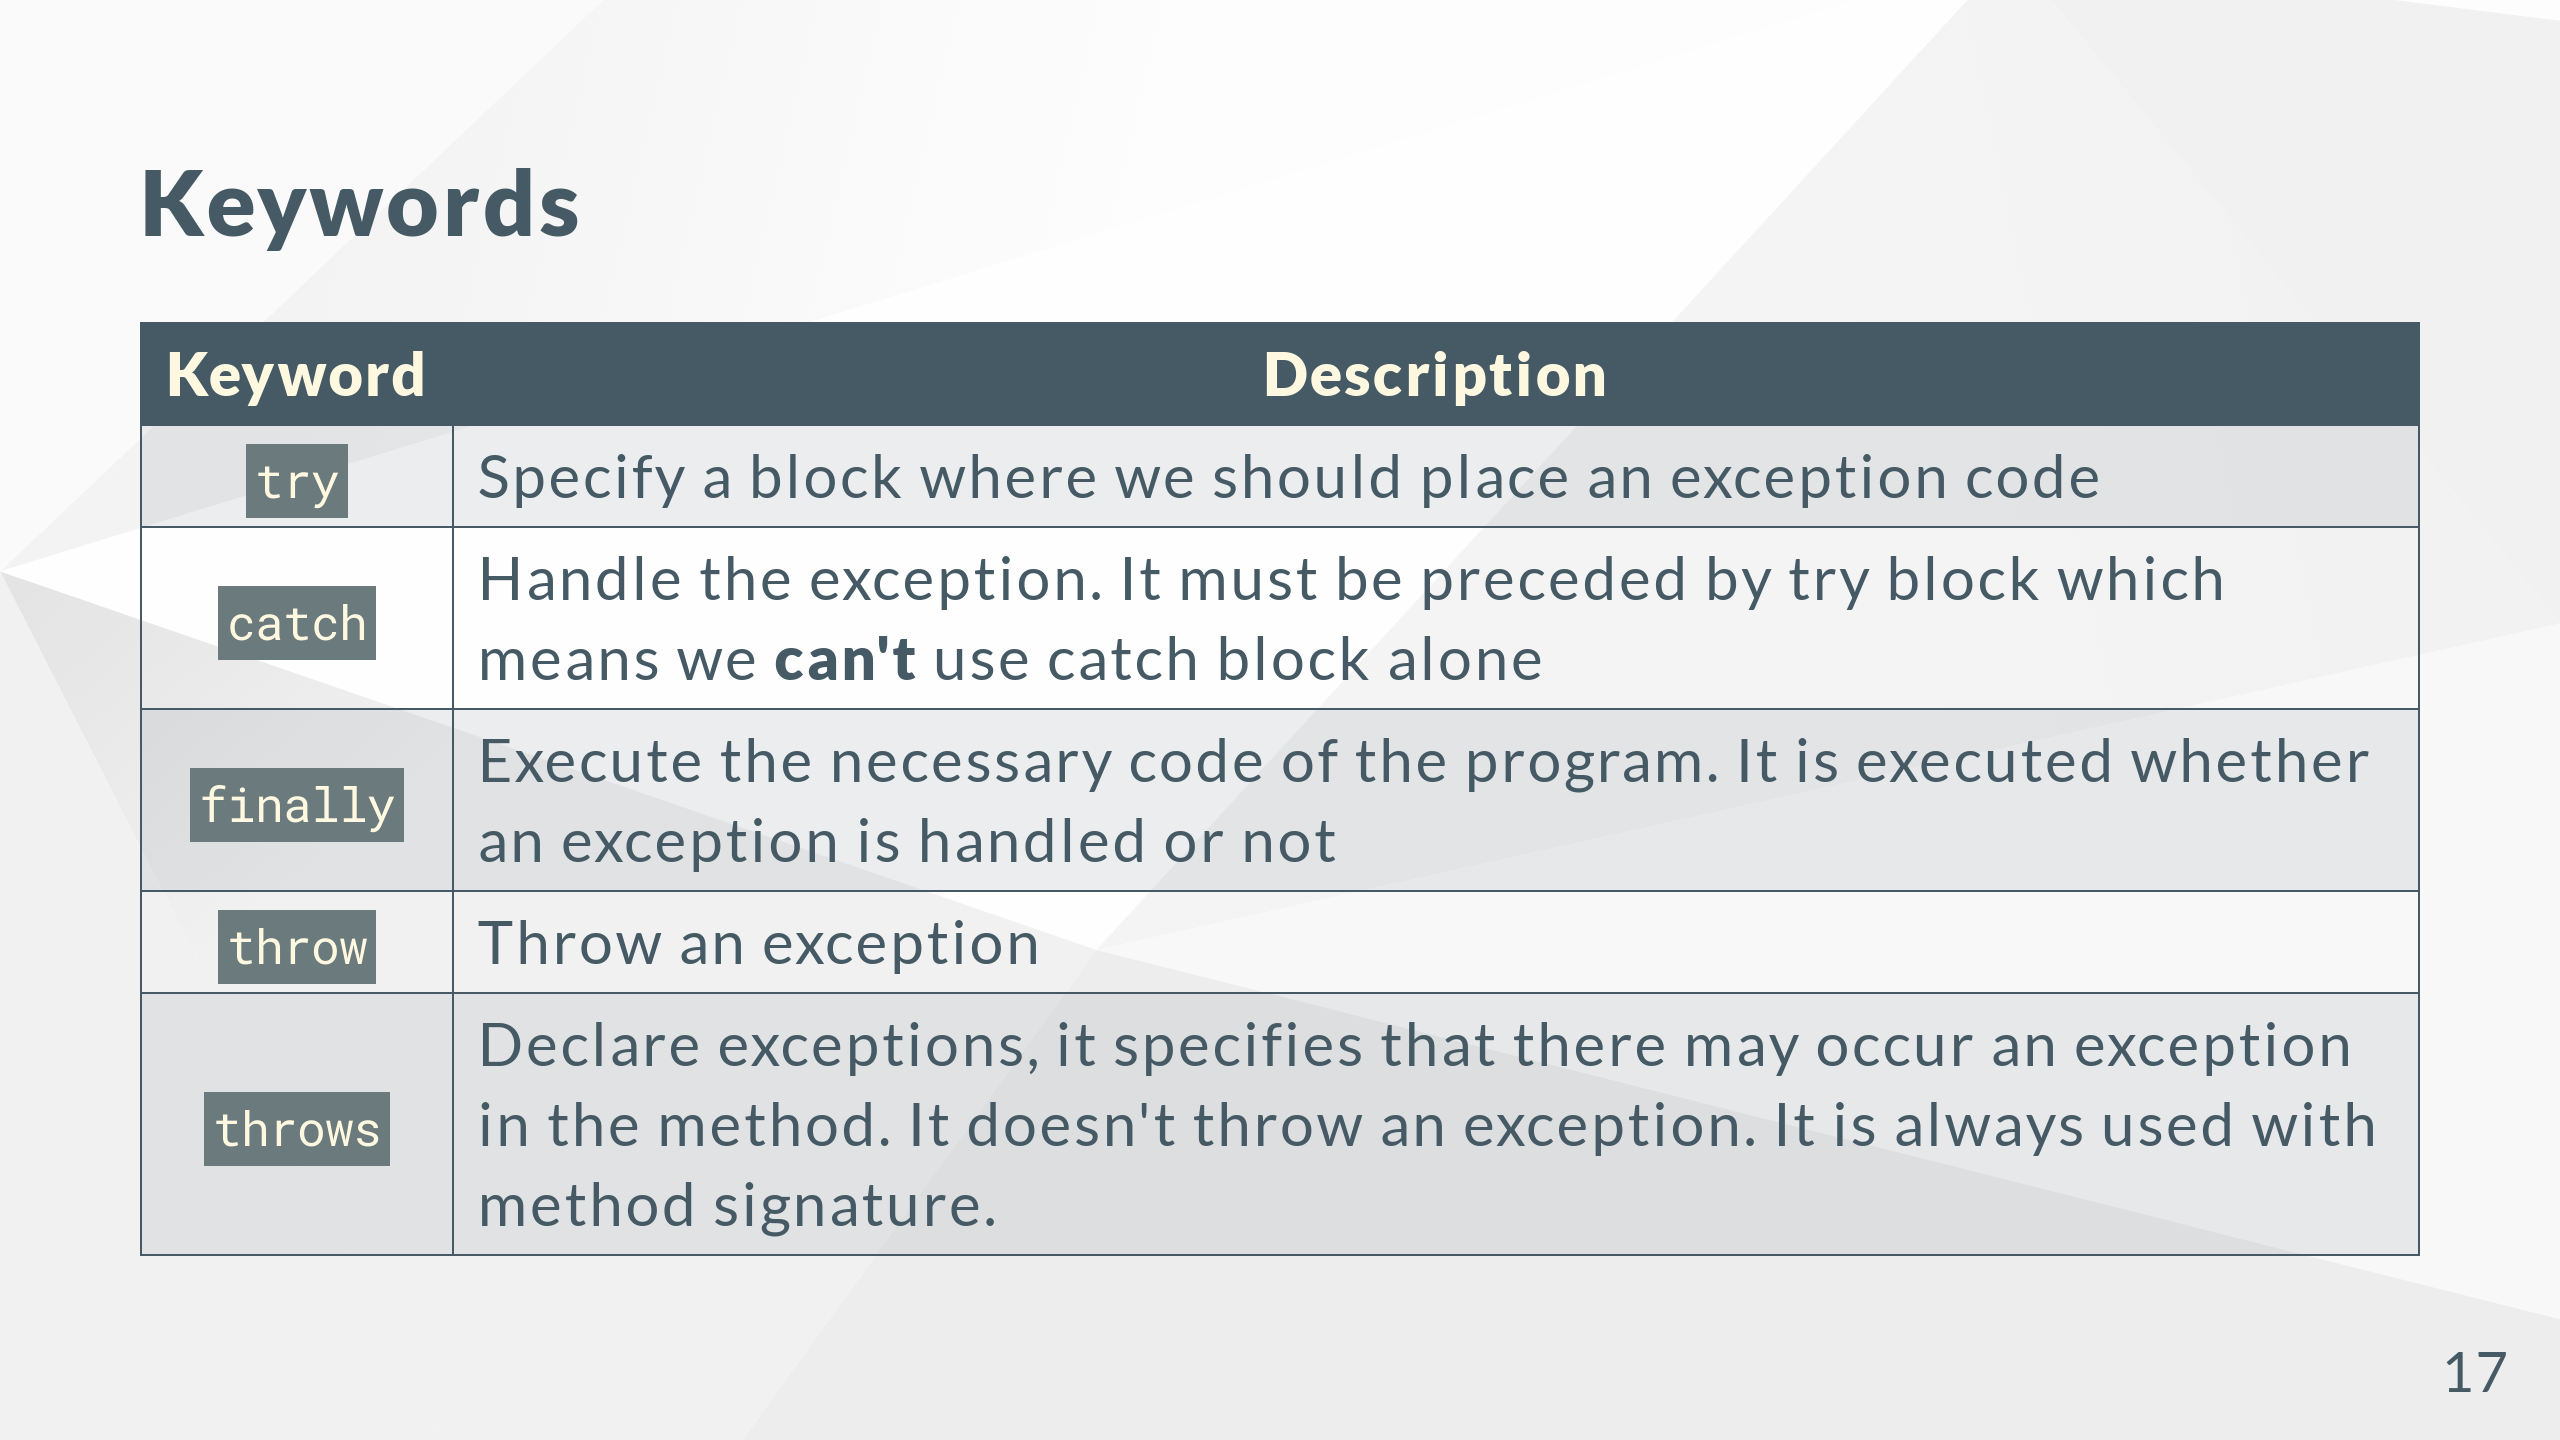 Keywords
Keyword Description
try Specify a block where we should place an exception code
catch Handle the exception. It must be preceded by try block which
means we can't use catch block alone
finally Execute the necessary code of the program. It is executed whether
an exception is handled or not
throw Throw an exception
throws Declare exceptions, it specifies that there may occur an exception
in the method. It doesn't throw an exception. It is always used with
method signature.
17